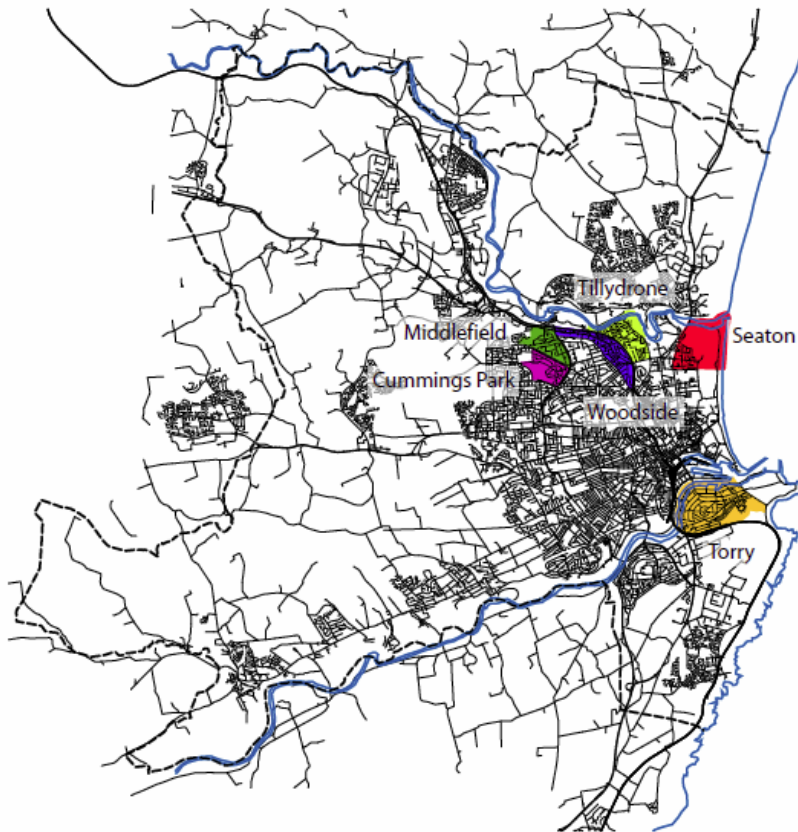 Tillydrone
Middlefield
Seaton
Cummings Park
Woodside
Torry